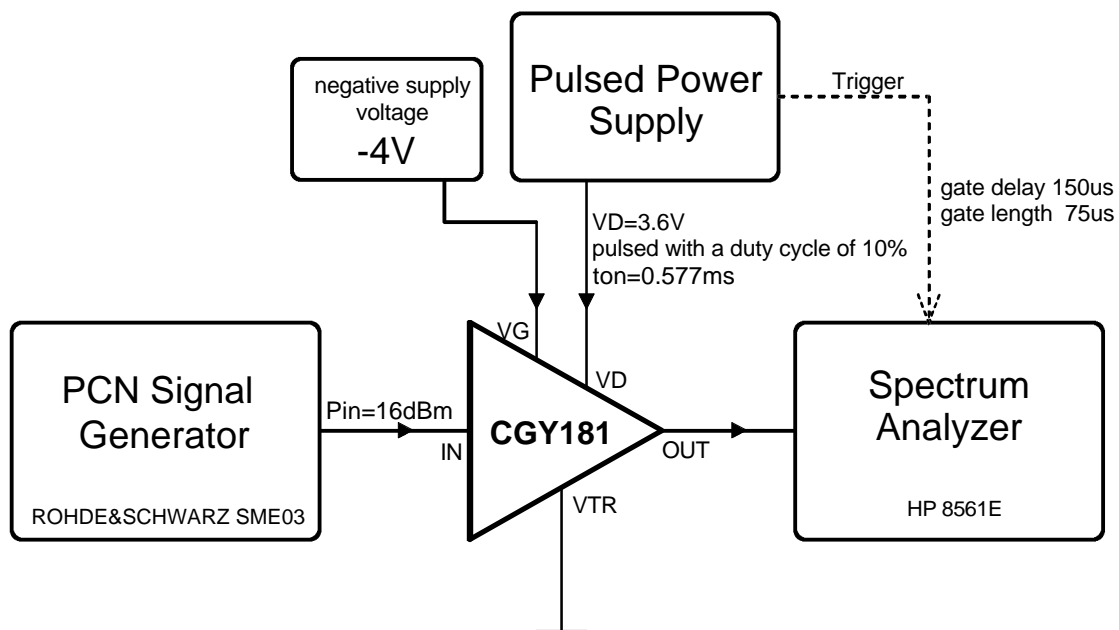 negative supply
voltage
-4V
Pulsed Power
Supply
Trigger
gate delay 150us
gate length  75us
VD=3.6V
pulsed with a duty cycle of 10%
ton=0.577ms
PCN Signal
Generator
ROHDE&SCHWARZ SME03
Pin=16dBm
IN
VG
VD
CGY181
OUT
VTR
Spectrum
Analyzer
HP 8561E